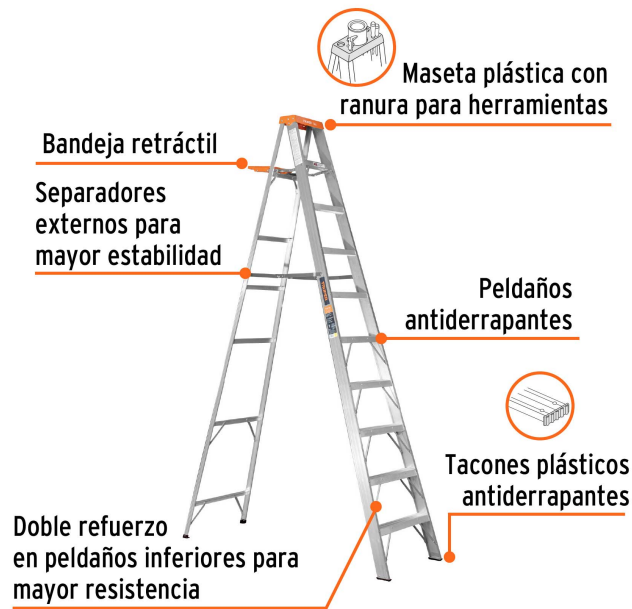 Maseta plástica con
ranura para herramientas
Bandeja retráctil
Separadores
externos para
mayor estabilidad
Peldaños
antiderrapantes
Tacones plásticos
antiderrapantes
Doble refuerzo
en peldaños inferiores para
mayor resistencia